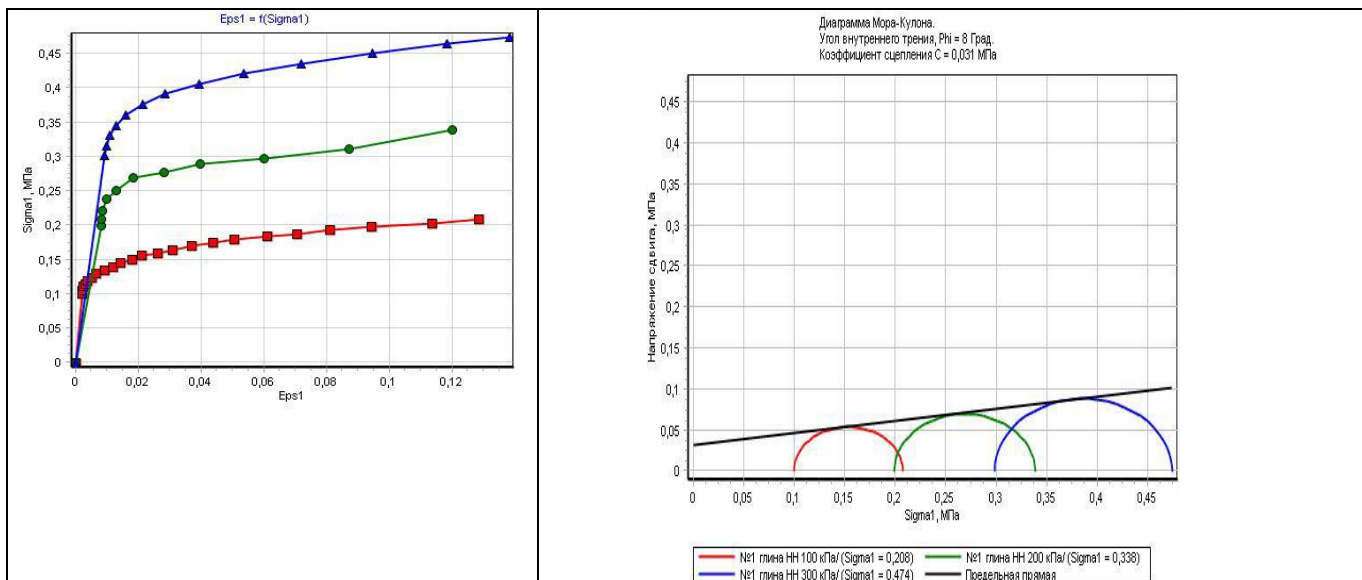 Eps1 = f(Sigma1)
0,45
0,4
0,35
0,3
0,25
0,2
0,15
0,1
0,05
0
Sigma1, МПа
0 0,02 0,04 0,06 0,08 0,1 0,12
Eps1
Диаграмма Мора-Кулона.
Угол внутреннего трения, Phi = 8 Град.
Коэффициент сцепления C = 0,031 МПа
0,45
0,4
0,35
0,3
0,25
0,2
0,15
0,1
0,05
0
Напряжение сдвига, МПа
0 0,05 0,1 0,15 0,2 0,25 0,3 0,35 0,4 0,45
Sigma1, МПа
№1 глина НН 100 кПа/ (Sigma1 = 0,208) №1 глина НН 200 кПа/ (Sigma1 = 0,338)
№1 глина НН 300 кПа/ (Sigma1 = 0,474) Предельная прямая